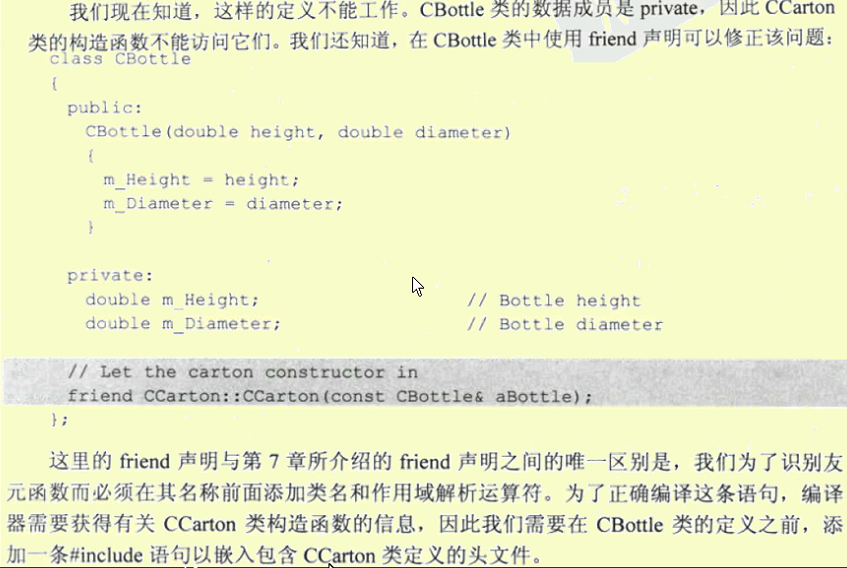 我们现在知道，这样的定义不能工作。CBottle 类的数据成员是 private，因此 CCarton
类的构造函数不能访问它们。我们还知道，在 CBottle 类中使用 friend 声明可以修正该问题：
class CBottle
{
public:
CBottle(double height, double diameter)
{
m_Height = height;
m_Diameter = diameter;
}
private:
double m_Height; // Bottle height
double m_Diameter; // Bottle diameter
// Let the carton constructor in
friend CCarton::CCarton(const CBottle& aBottle);
};
这里的 friend 声明与第 7 章所介绍的 friend 声明之间的唯一区别是，我们为了识别友
元函数而必须在其名称前面添加类名和作用域解析运算符。为了正确编译这条语句，编译
器需要获得有关 CCarton 类构造函数的信息，因此我们需要在 CBottle 类的定义之前，添
加一条#include 语句以嵌入包含 CCarton 类定义的头文件。